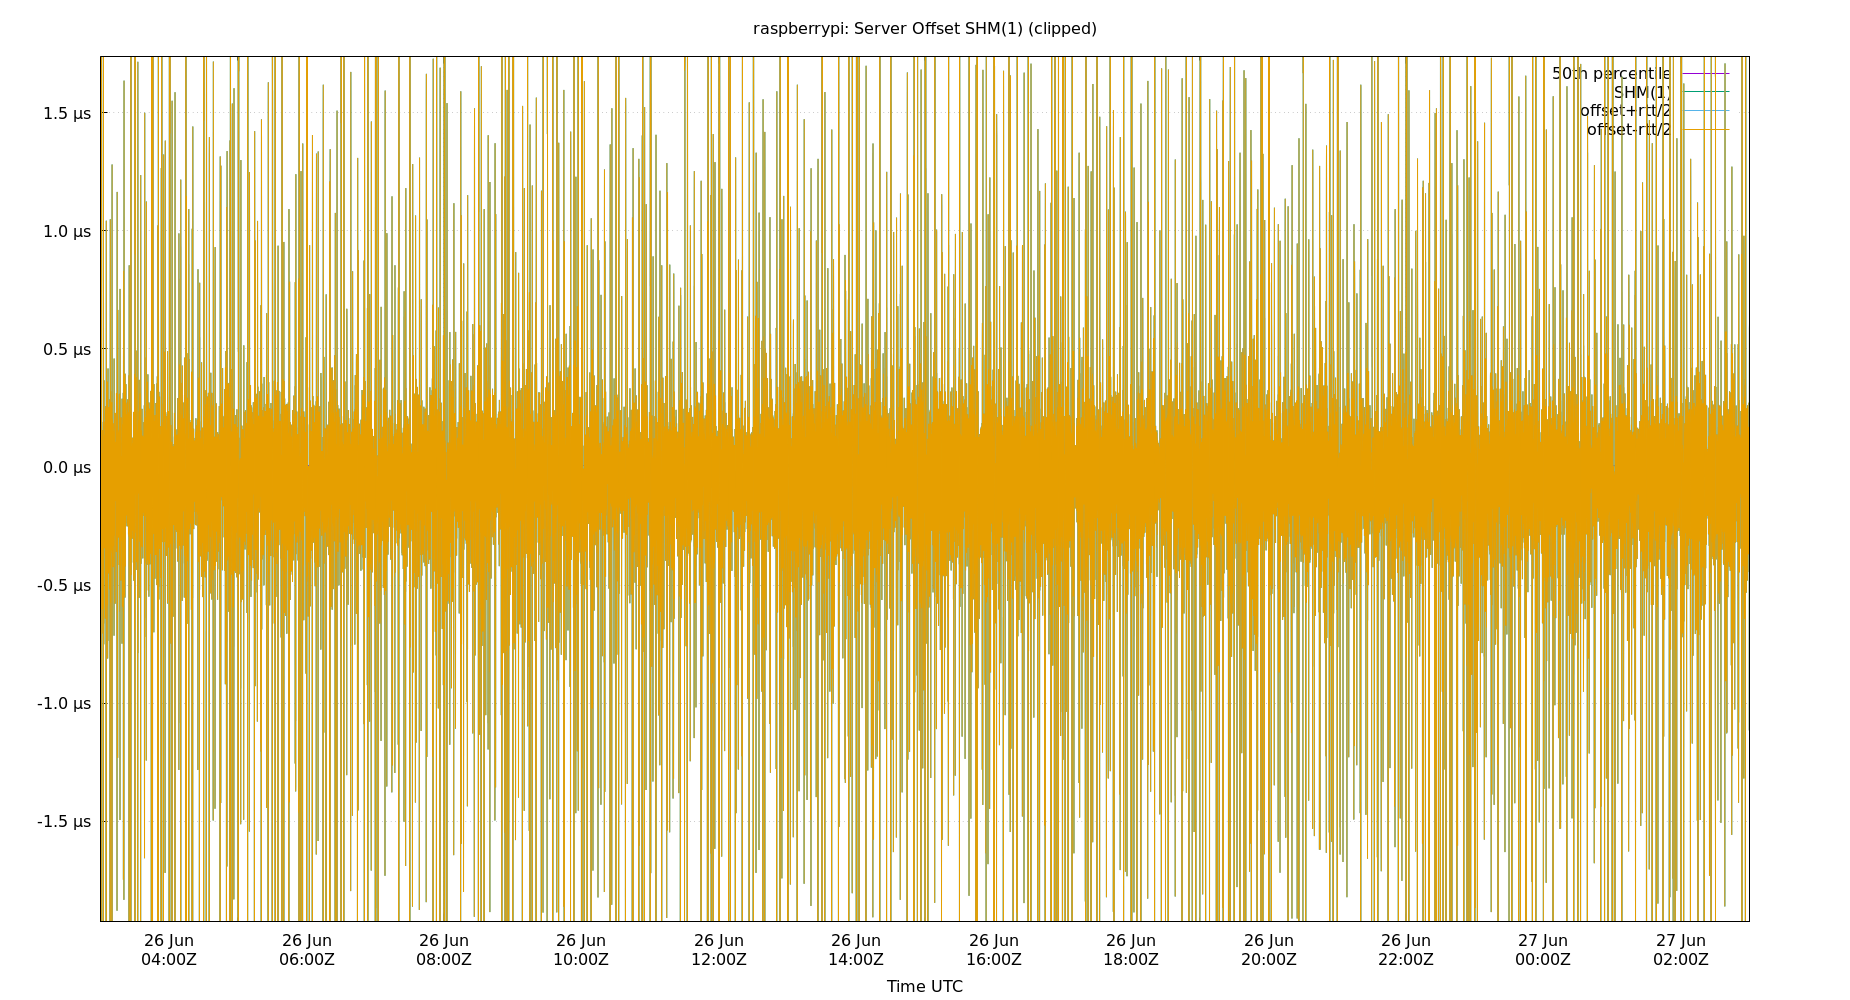 raspberrypi: Server Offset SHM(1) (clipped)
50th percentile
SHM(1)
offset+rtt/2
offset-rtt/2
1.5 µs
1.0 µs
0.5 µs
0.0 µs
-0.5 µs
-1.0 µs
-1.5 µs
26 Jun 26 Jun 26 Jun 26 Jun 26 Jun 26 Jun 26 Jun 26 Jun 26 Jun 26 Jun 27 Jun 27 Jun
04:00Z 06:00Z 08:00Z 10:00Z 12:00Z 14:00Z 16:00Z 18:00Z 20:00Z 22:00Z 00:00Z 02:00Z
Time UTC